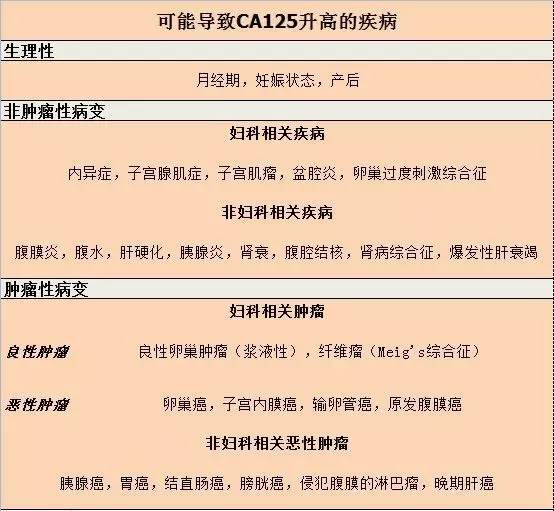 可能导致CA125升高的疾病
生理性
月经期，妊娠状态，产后
非肿瘤性病变
妇科相关疾病
内异症，子宫腺肌症，子宫肌瘤，盆腔炎，卵巢过度刺激综合征
非妇科相关疾病
腹膜炎，腹水，肝硬化，胰腺炎，肾衰，腹腔结核，肾病综合征，爆发性肝衰竭
肿瘤性病变
妇科相关肿瘤
良性肿瘤 良性卵巢肿瘤（浆液性），纤维瘤（Meig's综合征）
恶性肿瘤 卵巢癌，子宫内膜癌，输卵管癌，原发腹膜癌
非妇科相关恶性肿瘤
胰腺癌，胃癌，结直肠癌，膀胱癌，侵犯腹膜的淋巴瘤，晚期肝癌